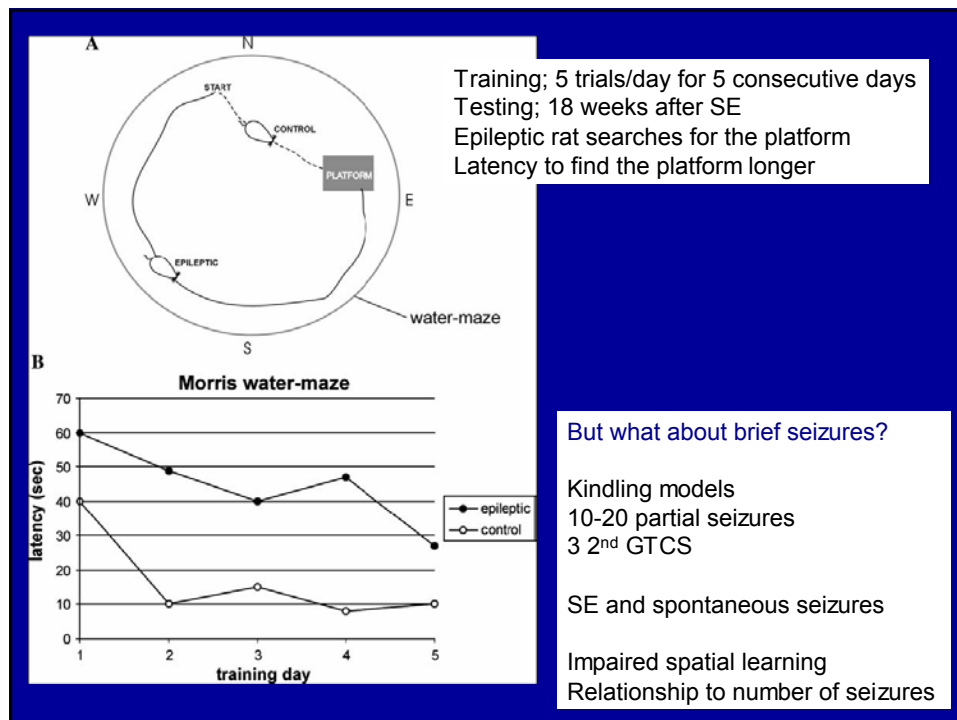 A
N
START
CONTROL
PLATFORM
W
E
EPILEPTIC
water-maze
S
Training; 5 trials/day for 5 consecutive days
Testing; 18 weeks after SE
Epileptic rat searches for the platform
Latency to find the platform longer
B
Morris water-maze
latency (sec)
70
60
50
40
30
20
10
0
1 2 3 4 5
training day
epileptic
control
But what about brief seizures?
Kindling models
10-20 partial seizures
3 2nd GTCS
SE and spontaneous seizures
Impaired spatial learning
Relationship to number of seizures